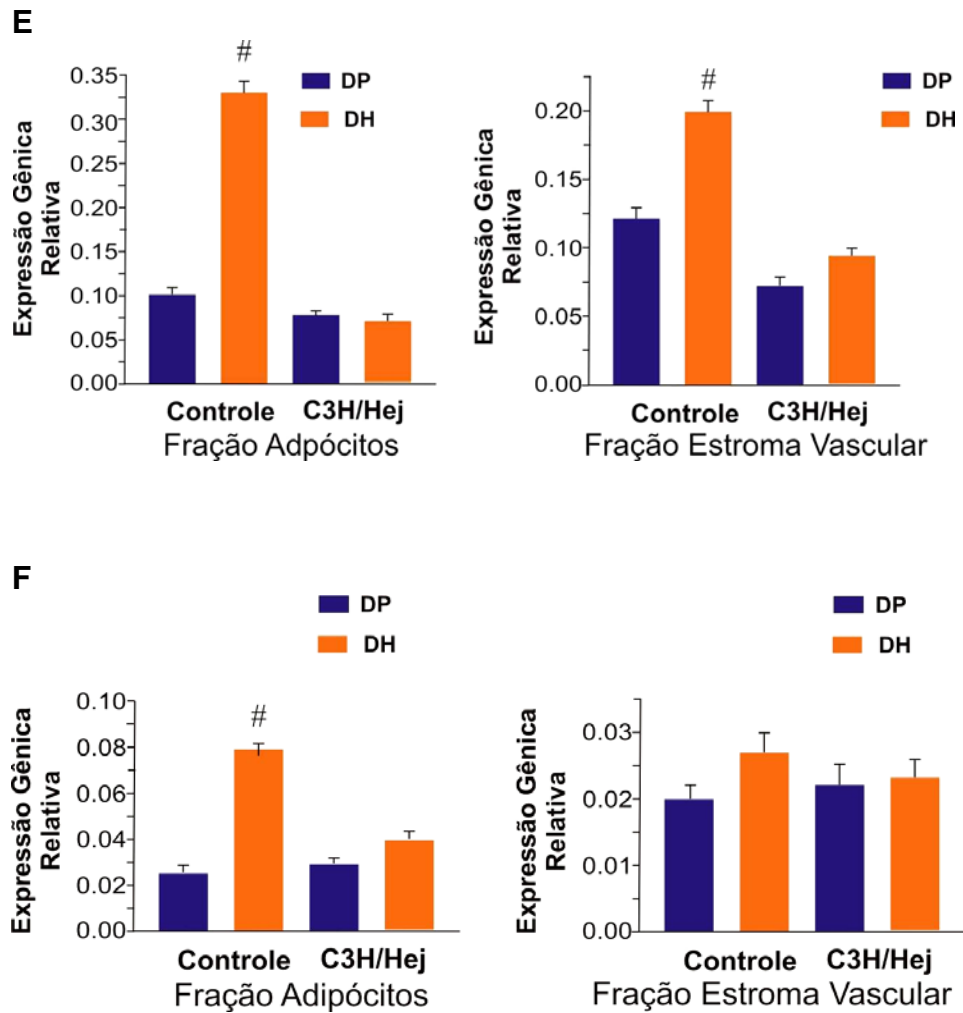 E
#
DP
DH
0.35
0.30
0.35
0.30
0.25
0.10
0.05
0.00
Expressão Gênica
Relativa
Controle C3H/Hej
Fração Adpócitos
#
DP
DH
0.20
0.20
0.10
0.05
0.00
Expressão Gênica
Relativa
Controle C3H/Hej
Fração Estroma Vascular
F
DP
DH
#
0.10
0.08
0.06
0.04
0.02
0.00
Expressão Gênica
Relativa
Controle C3H/Hej
Fração Adipócitos
DP
DH
0.03
0.02
0.01
0.00
Expressão Gênica
Relativa
Controle C3H/Hej
Fração Estroma Vascular